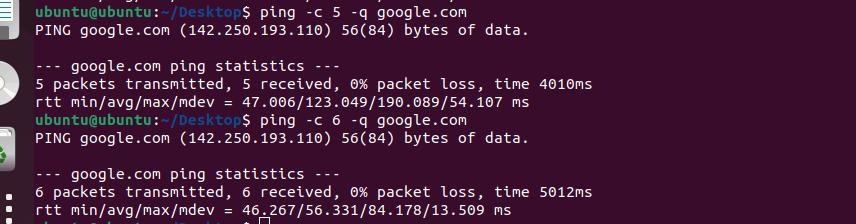 ubuntu@ubuntu:~/Desktop$ ping -c 5 -q google.com
PING google.com (142.250.193.110) 56(84) bytes of data.

--- google.com ping statistics ---
5 packets transmitted, 5 received, 0% packet loss, time 4010ms
rtt min/avg/max/mdev = 47.006/123.049/190.089/54.107 ms
ubuntu@ubuntu:~/Desktop$ ping -c 6 -q google.com
PING google.com (142.250.193.110) 56(84) bytes of data.

--- google.com ping statistics ---
6 packets transmitted, 6 received, 0% packet loss, time 5012ms
rtt min/avg/max/mdev = 46.267/56.331/84.178/13.509 ms